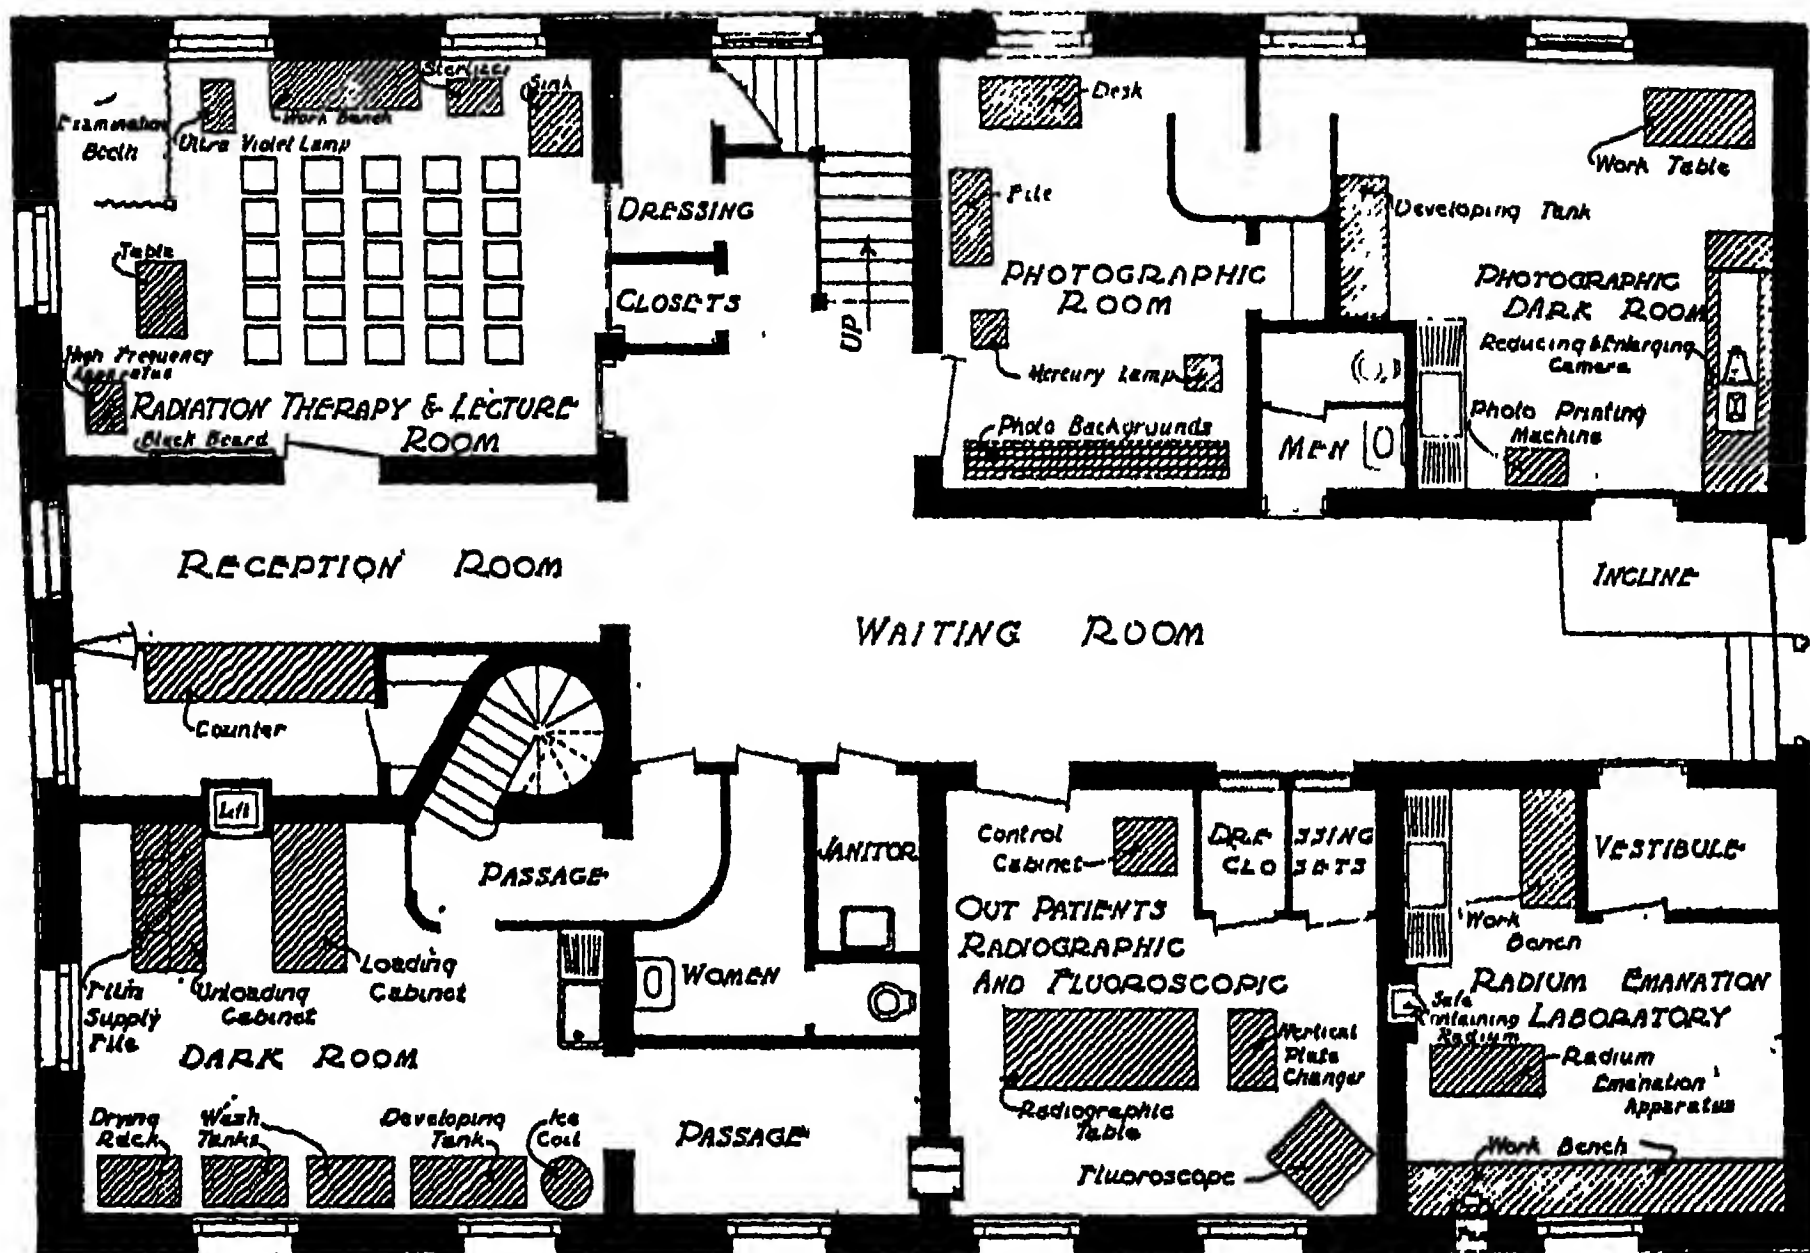 Examination
Booth
Ultra Violet Lamp
Work Bench
Sterilizer
Sink
Table
High Frequency
Apparatus
RADIATION THERAPY & LECTURE
ROOM
Black Board
DRESSING
CLOSETS
UP
Desk
File
PHOTOGRAPHIC
ROOM
Mercury Lamp
Photo Backgrounds
MEN
Work Table
Developing Tank
PHOTOGRAPHIC
DARK ROOM
Reducing & Enlarging
Camera
Photo Printing
Machine
RECEPTION ROOM
WAITING ROOM
INCLINE
Counter
Lift
PASSAGE
Film
Supply
File
Unloading
Cabinet
Loading
Cabinet
DARK ROOM
Drying
Rack
Wash
Tanks
Developing
Tank
Ice
Coil
WOMEN
JANITOR
PASSAGE
Control
Cabinet
DRESSING
CLOSETS
OUT PATIENTS
RADIOGRAPHIC
AND FLUOROSCOPIC
Radiographic
Table
Vertical
Plate
Changer
Fluoroscope
Work
Bench
VESTIBULE
RADIUM EMANATION
LABORATORY
Safe
Containing
Radium
Radium
Emanation
Apparatus
Work Bench